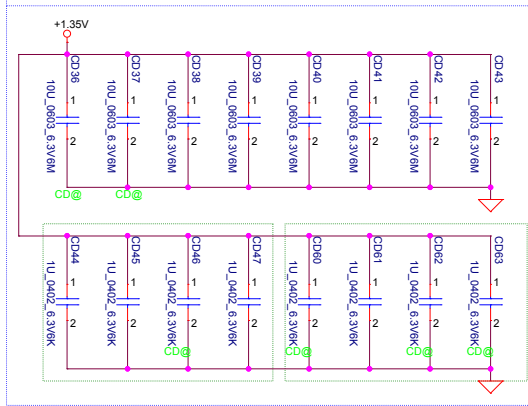 +1.35V
CD36
10U_0603_6.3V6M
1
2
CD@
CD37
10U_0603_6.3V6M
1
2
CD@
CD38
10U_0603_6.3V6M
1
2
CD39
10U_0603_6.3V6M
1
2
CD40
10U_0603_6.3V6M
1
2
CD41
10U_0603_6.3V6M
1
2
CD42
10U_0603_6.3V6M
1
2
CD43
10U_0603_6.3V6M
1
2
CD44
1U_0402_6.3V6K
1
2
CD45
1U_0402_6.3V6K
1
2
CD46
1U_0402_6.3V6K
1
2
CD@
CD47
1U_0402_6.3V6K
1
2
CD60
1U_0402_6.3V6K
1
2
CD@
CD61
1U_0402_6.3V6K
1
2
CD62
1U_0402_6.3V6K
1
2
CD@
CD63
1U_0402_6.3V6K
1
2
CD@